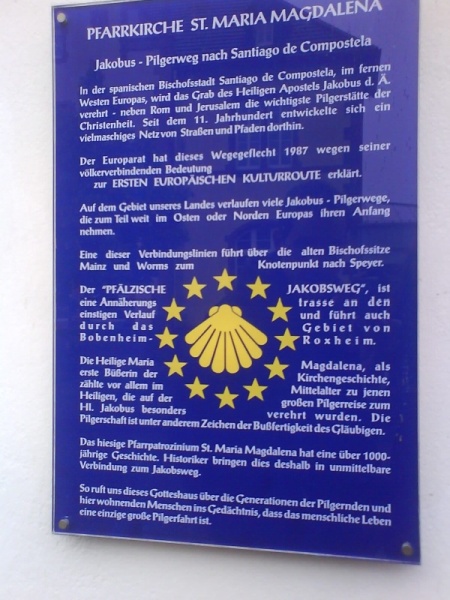 PFARRKIRCHE ST. MARIA MAGDALENA
Jakobus - Pilgerweg nach Santiago de Compostela
In der spanischen Bischofsstadt Santiago de Compostela, im fernen
Westen Europas, wird das Grab des Heiligen Apostels Jakobus d. Ä.
verehrt - neben Rom und Jerusalem die wichtigste Pilgerstätte der
Christenheit. Seit dem 11. Jahrhundert entwickelte sich ein
vielmaschiges Netz von Straßen und Pfaden dorthin.
Der Europarat hat dieses Wegegeflecht 1987 wegen seiner
völkerverbindenden Bedeutung
zur ERSTEN EUROPÄISCHEN KULTURROUTE erklärt.
Auf dem Gebiet unseres Landes verlaufen viele Jakobus - Pilgerwege,
die zum Teil weit im Osten oder Norden Europas ihren Anfang
nehmen.
Eine dieser Verbindungslinien führt über die alten Bischofssitze
Mainz und Worms zum Knotenpunkt nach Speyer.
Der "PFÄLZISCHE JAKOBSWEG", ist
eine Annäherungs trasse an den
einstigen Verlauf und führt auch
durch das Gebiet von
Bobenheim- Roxheim.
Die Heilige Maria Magdalena, als
erste Büßerin der Kirchengeschichte,
zählte vor allem im Mittelalter zu jenen
Heiligen, die auf der großen Pilgerreise zum
Hl. Jakobus besonders verehrt wurden. Die
Pilgerschaft ist unter anderem Zeichen der Bußfertigkeit des Gläubigen.
Das hiesige Pfarrpatrozinium St. Maria Magdalena hat eine über 1000-
jährige Geschichte. Historiker bringen dies deshalb in unmittelbare
Verbindung zum Jakobsweg.
So ruft uns dieses Gotteshaus über die Generationen der Pilgernden und
hier wohnenden Menschen ins Gedächtnis, dass das menschliche Leben
eine einzige große Pilgerfahrt ist.